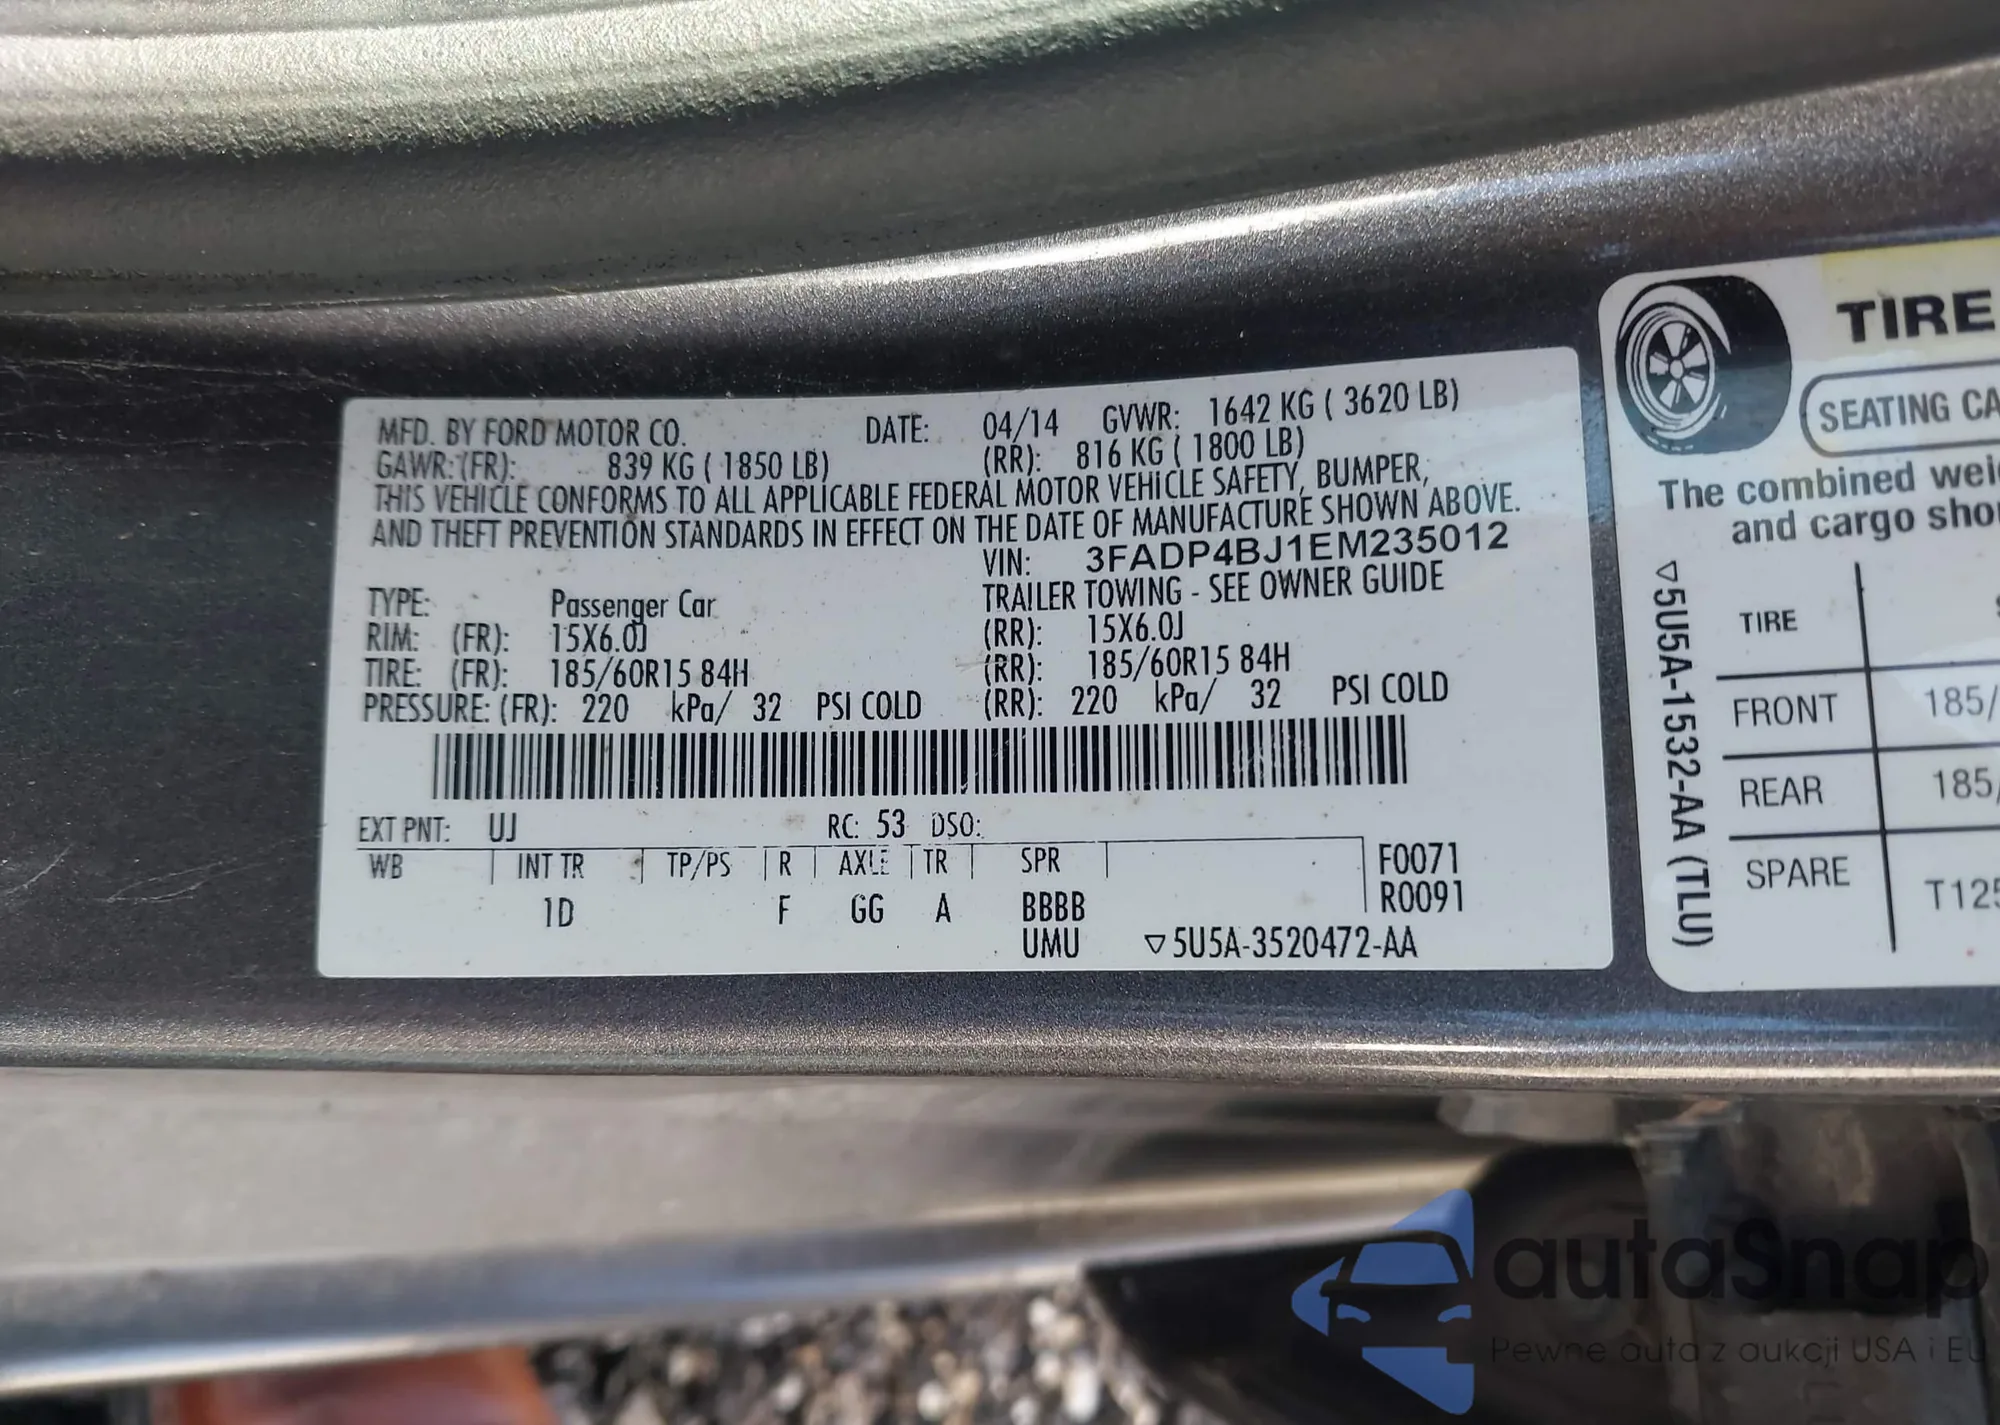 MFD. BY FORD MOTOR CO. DATE: 04/14 GVWR: 1642 KG ( 3620 LB)
GAWR:(FR): 839 KG ( 1850 LB) (RR): 816 KG ( 1800 LB)
THIS VEHICLE CONFORMS TO ALL APPLICABLE FEDERAL MOTOR VEHICLE SAFETY, BUMPER,
AND THEFT PREVENTION STANDARDS IN EFFECT ON THE DATE OF MANUFACTURE SHOWN ABOVE.
VIN: 3FADP4BJ1EM235012
TYPE: Passenger Car TRAILER TOWING - SEE OWNER GUIDE
RIM: (FR): 15X6.0J (RR): 15X6.0J
TIRE: (FR): 185/60R15 84H (RR): 185/60R15 84H
PRESSURE: (FR): 220 kPa/ 32 PSI COLD (RR): 220 kPa/ 32 PSI COLD
EXT PNT: UJ RC: 53 DSO:
WB INT TR TP/PS R AXLE TR SPR F0071
1D F GG A BBBB R0091
UMU ▽5U5A-3520472-AA
TIRE
SEATING CA
The combined wei
and cargo sho
▽5U5A-1532-AA (TLU)
TIRE
FRONT 185/
REAR 185/
SPARE T125
autoSnap
Pewne auta z aukcji USA i EU